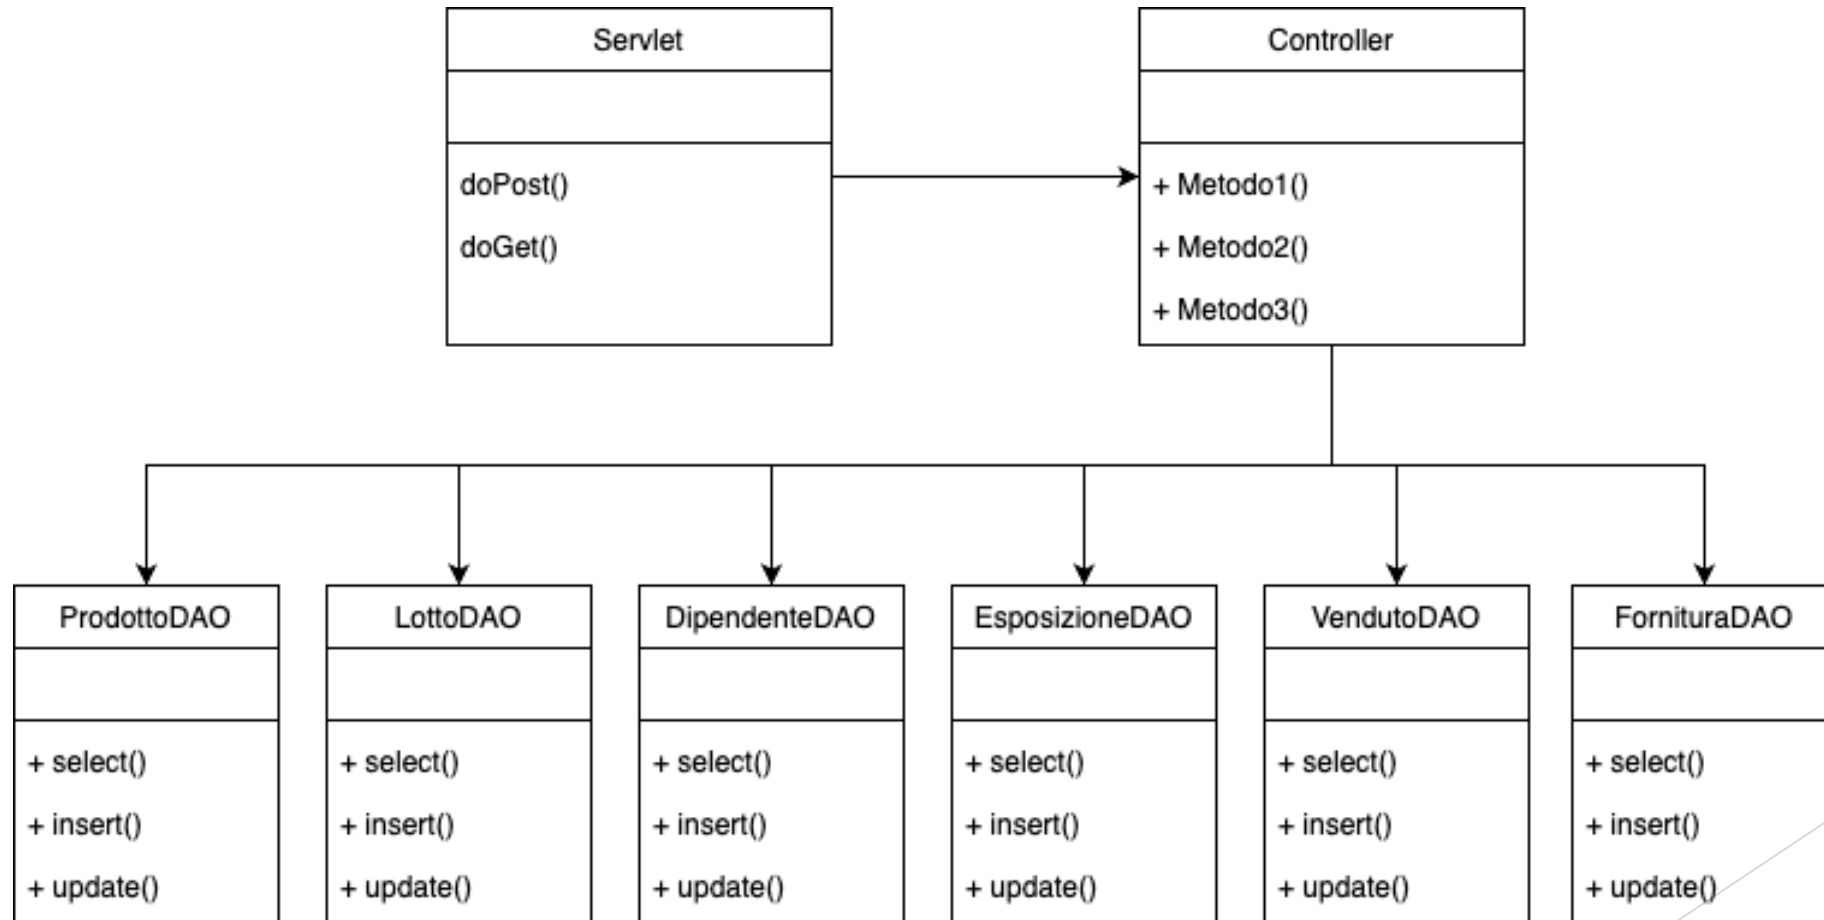 Servlet
doPost()
doGet()
Controller
+ Metodo1()
+ Metodo2()
+ Metodo3()
ProdottoDAO
+ select()
+ insert()
+ update()
LottoDAO
+ select()
+ insert()
+ update()
DipendenteDAO
+ select()
+ insert()
+ update()
EsposizioneDAO
+ select()
+ insert()
+ update()
VendutoDAO
+ select()
+ insert()
+ update()
FornituraDAO
+ select()
+ insert()
+ update()